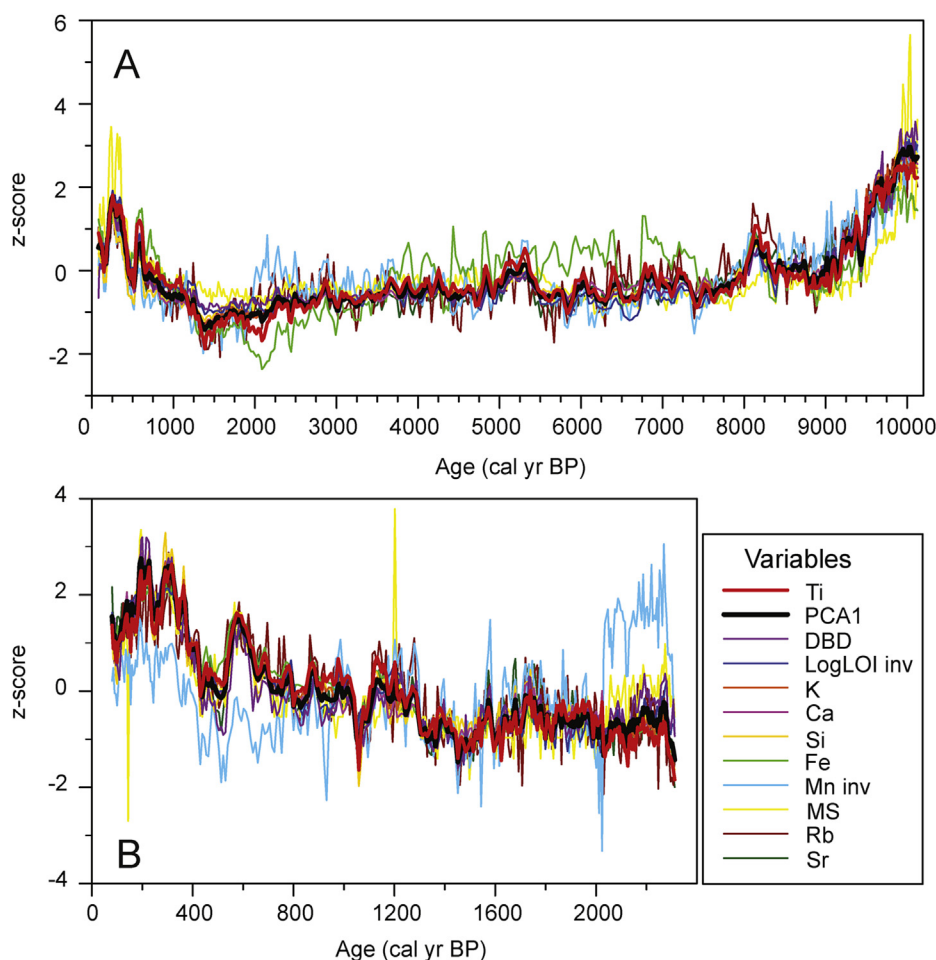 6
A
4
2
z-score
0
-2
0 1000 2000 3000 4000 5000 6000 7000 8000 9000 10000
Age (cal yr BP)
4
2
z-score
0
-2
B
-4
0 400 800 1200 1600 2000
Age (cal yr BP)
Variables
Ti
PCA1
DBD
LogLOI inv
K
Ca
Si
Fe
Mn inv
MS
Rb
Sr